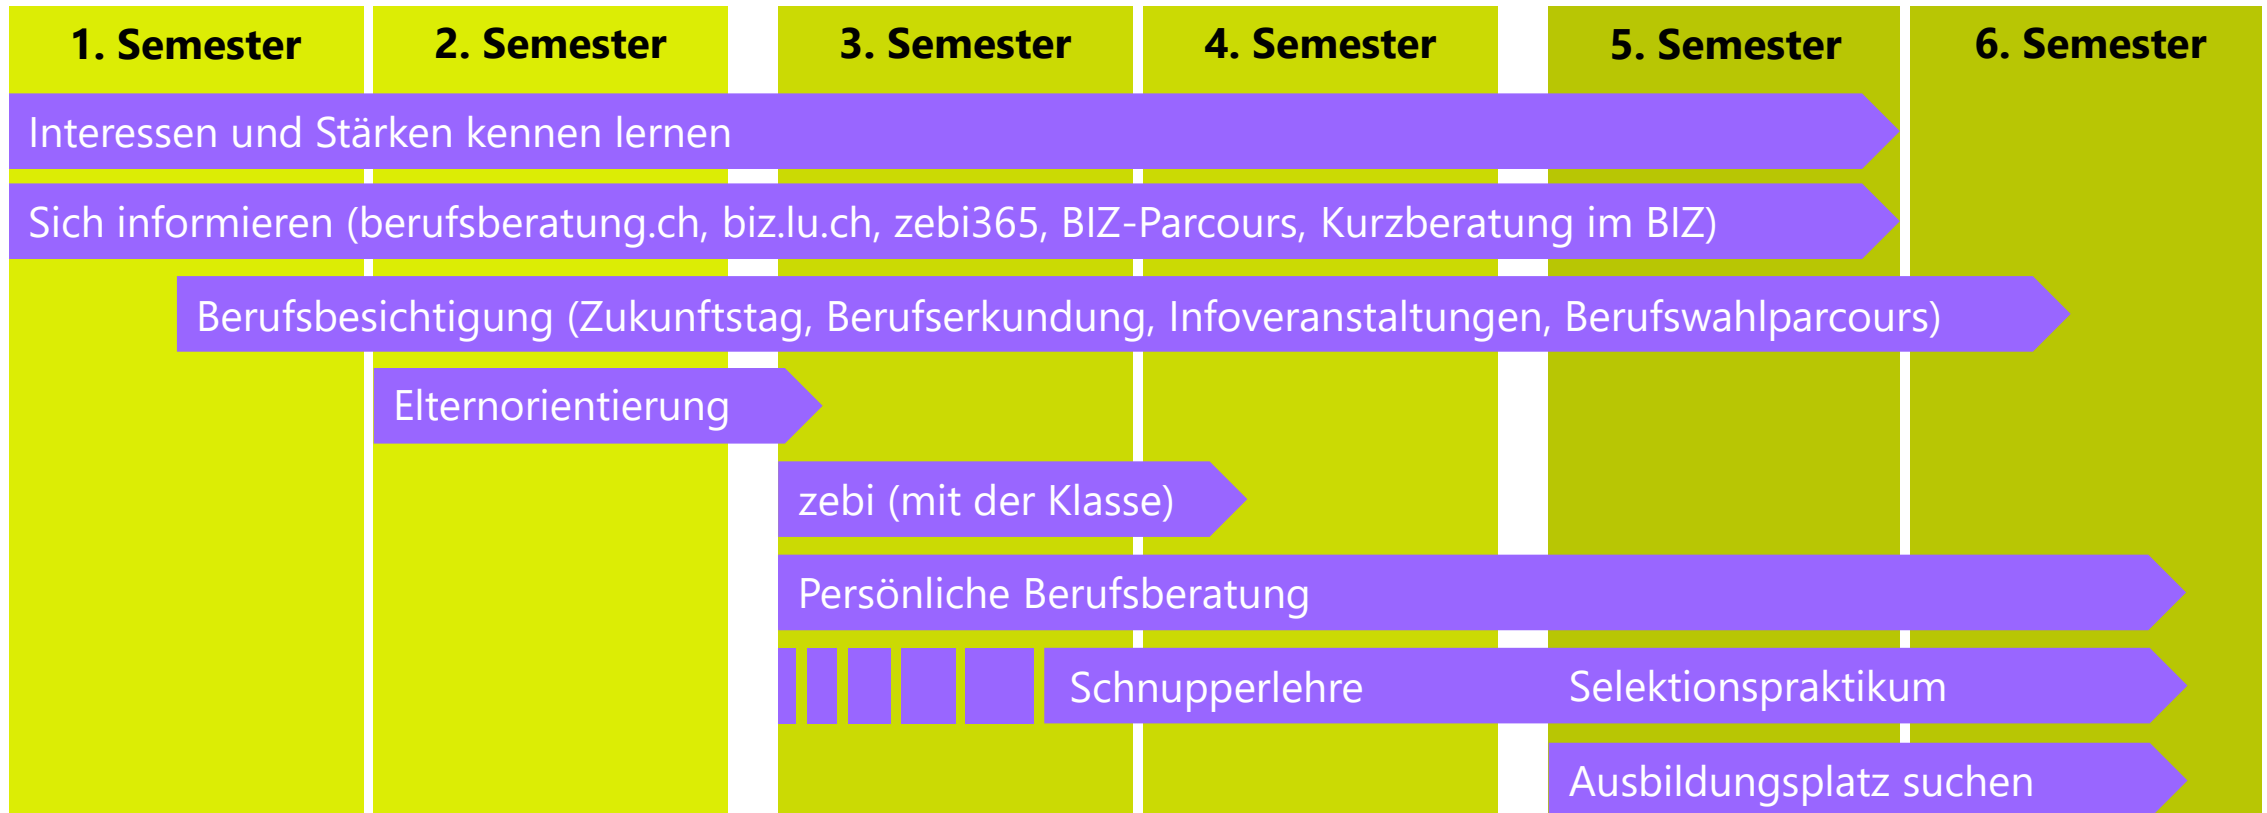 1. Semester
2. Semester
3. Semester
4. Semester
5. Semester
6. Semester
Interessen und Stärken kennen lernen
Sich informieren (berufsberatung.ch, biz.lu.ch, zebi365, BIZ-Parcours, Kurzberatung im BIZ)
Berufsbesichtigung (Zukunftstag, Berufserkundung, Infoveranstaltungen, Berufswahlparcours)
Elternorientierung
zebi (mit der Klasse)
Persönliche Berufsberatung
Schnupperlehre
Selektionspraktikum
Ausbildungsplatz suchen